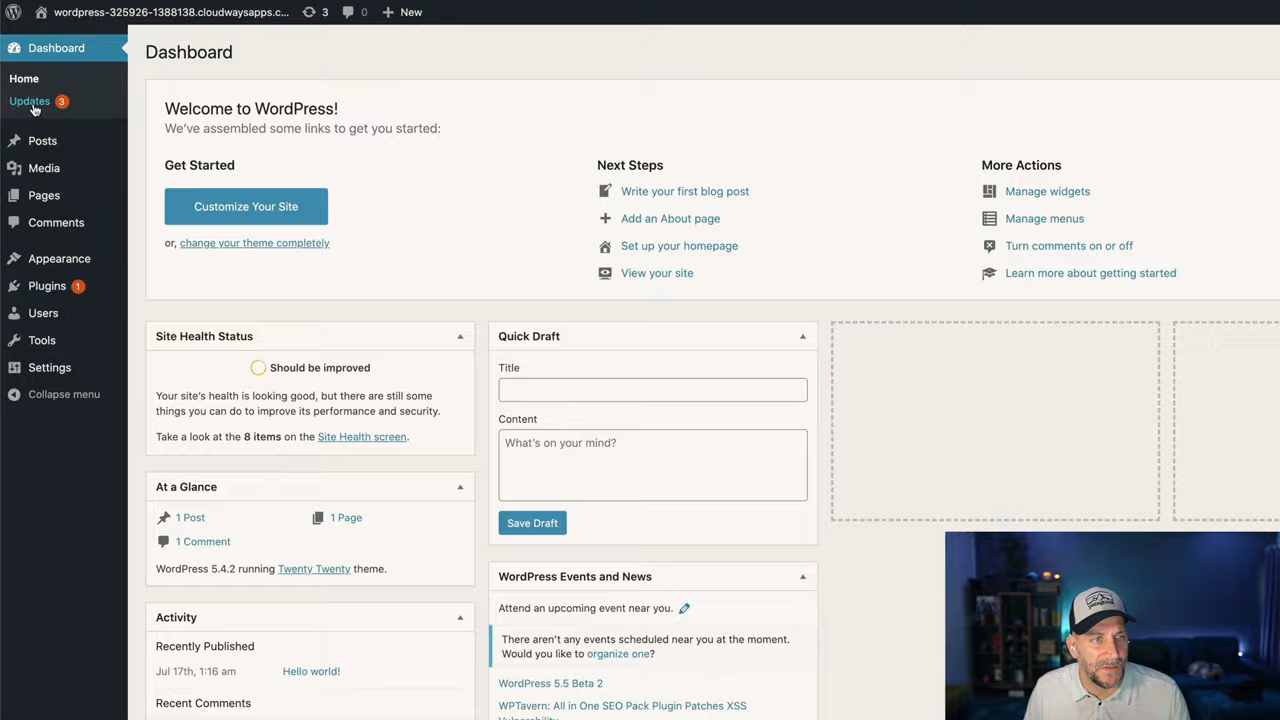 wordpress-325926-1388138.cloudwaysapps.c... 3 0 New
Dashboard
Home
Updates 3
Posts
Media
Pages
Comments
Appearance
Plugins 1
Users
Tools
Settings
Collapse menu
Dashboard
Welcome to WordPress!
We've assembled some links to get you started:
Get Started
Customize Your Site
or, change your theme completely
Next Steps
Write your first blog post
Add an About page
Set up your homepage
View your site
More Actions
Manage widgets
Manage menus
Turn comments on or off
Learn more about getting started
Site Health Status
Should be improved
Your site's health is looking good, but there are still some
things you can do to improve its performance and security.
Take a look at the 8 items on the Site Health screen.
At a Glance
1 Post
1 Page
1 Comment
WordPress 5.4.2 running Twenty Twenty theme.
Activity
Recently Published
Jul 17th, 1:16 am Hello world!
Recent Comments
Quick Draft
Title
Content
What's on your mind?
Save Draft
WordPress Events and News
Attend an upcoming event near you.
There aren't any events scheduled near you at the moment.
Would you like to organize one?
WordPress 5.5 Beta 2
WPTavern: All in One SEO Pack Plugin Patches XSS